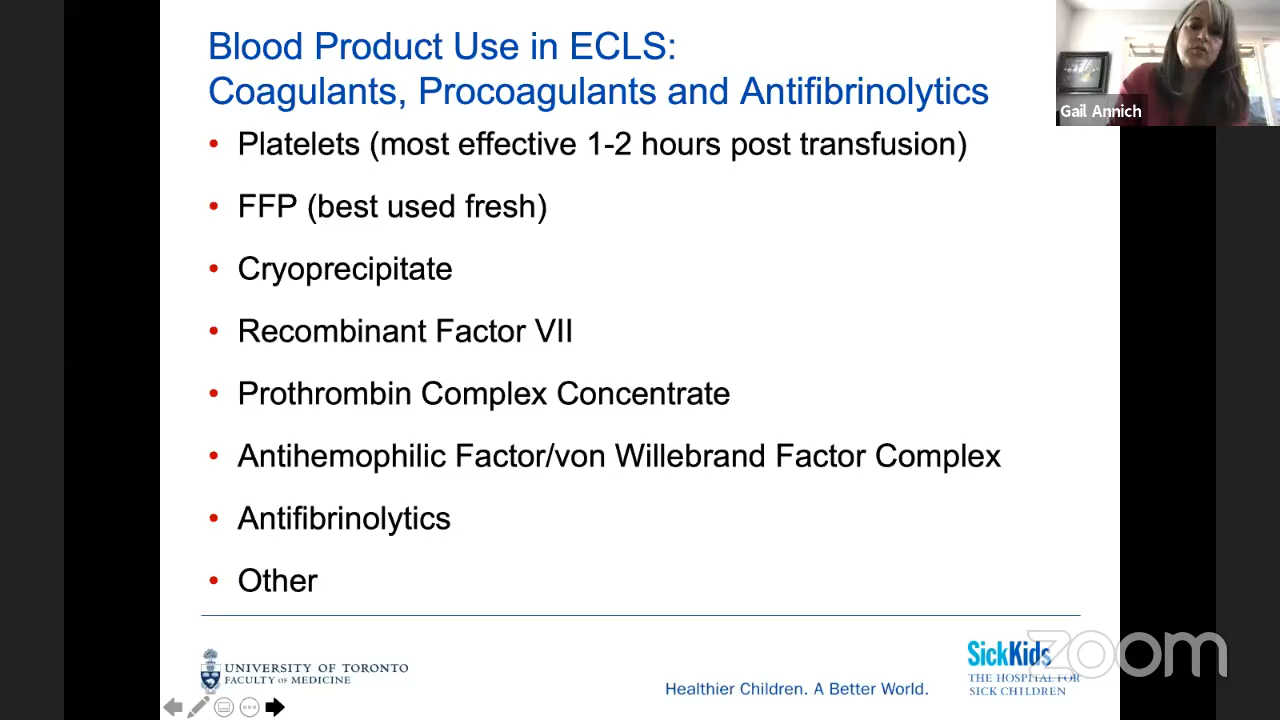 Blood Product Use in ECLS:
Coagulants, Procoagulants and Antifibrinolytics
• Platelets (most effective 1-2 hours post transfusion)
• FFP (best used fresh)
• Cryoprecipitate
• Recombinant Factor VII
• Prothrombin Complex Concentrate
• Antihemophilic Factor/von Willebrand Factor Complex
• Antifibrinolytics
• Other
Gail Annich
UNIVERSITY OF TORONTO
FACULTY OF MEDICINE
Healthier Children. A Better World.
SickKids
THE HOSPITAL FOR
SICK CHILDREN
zoom